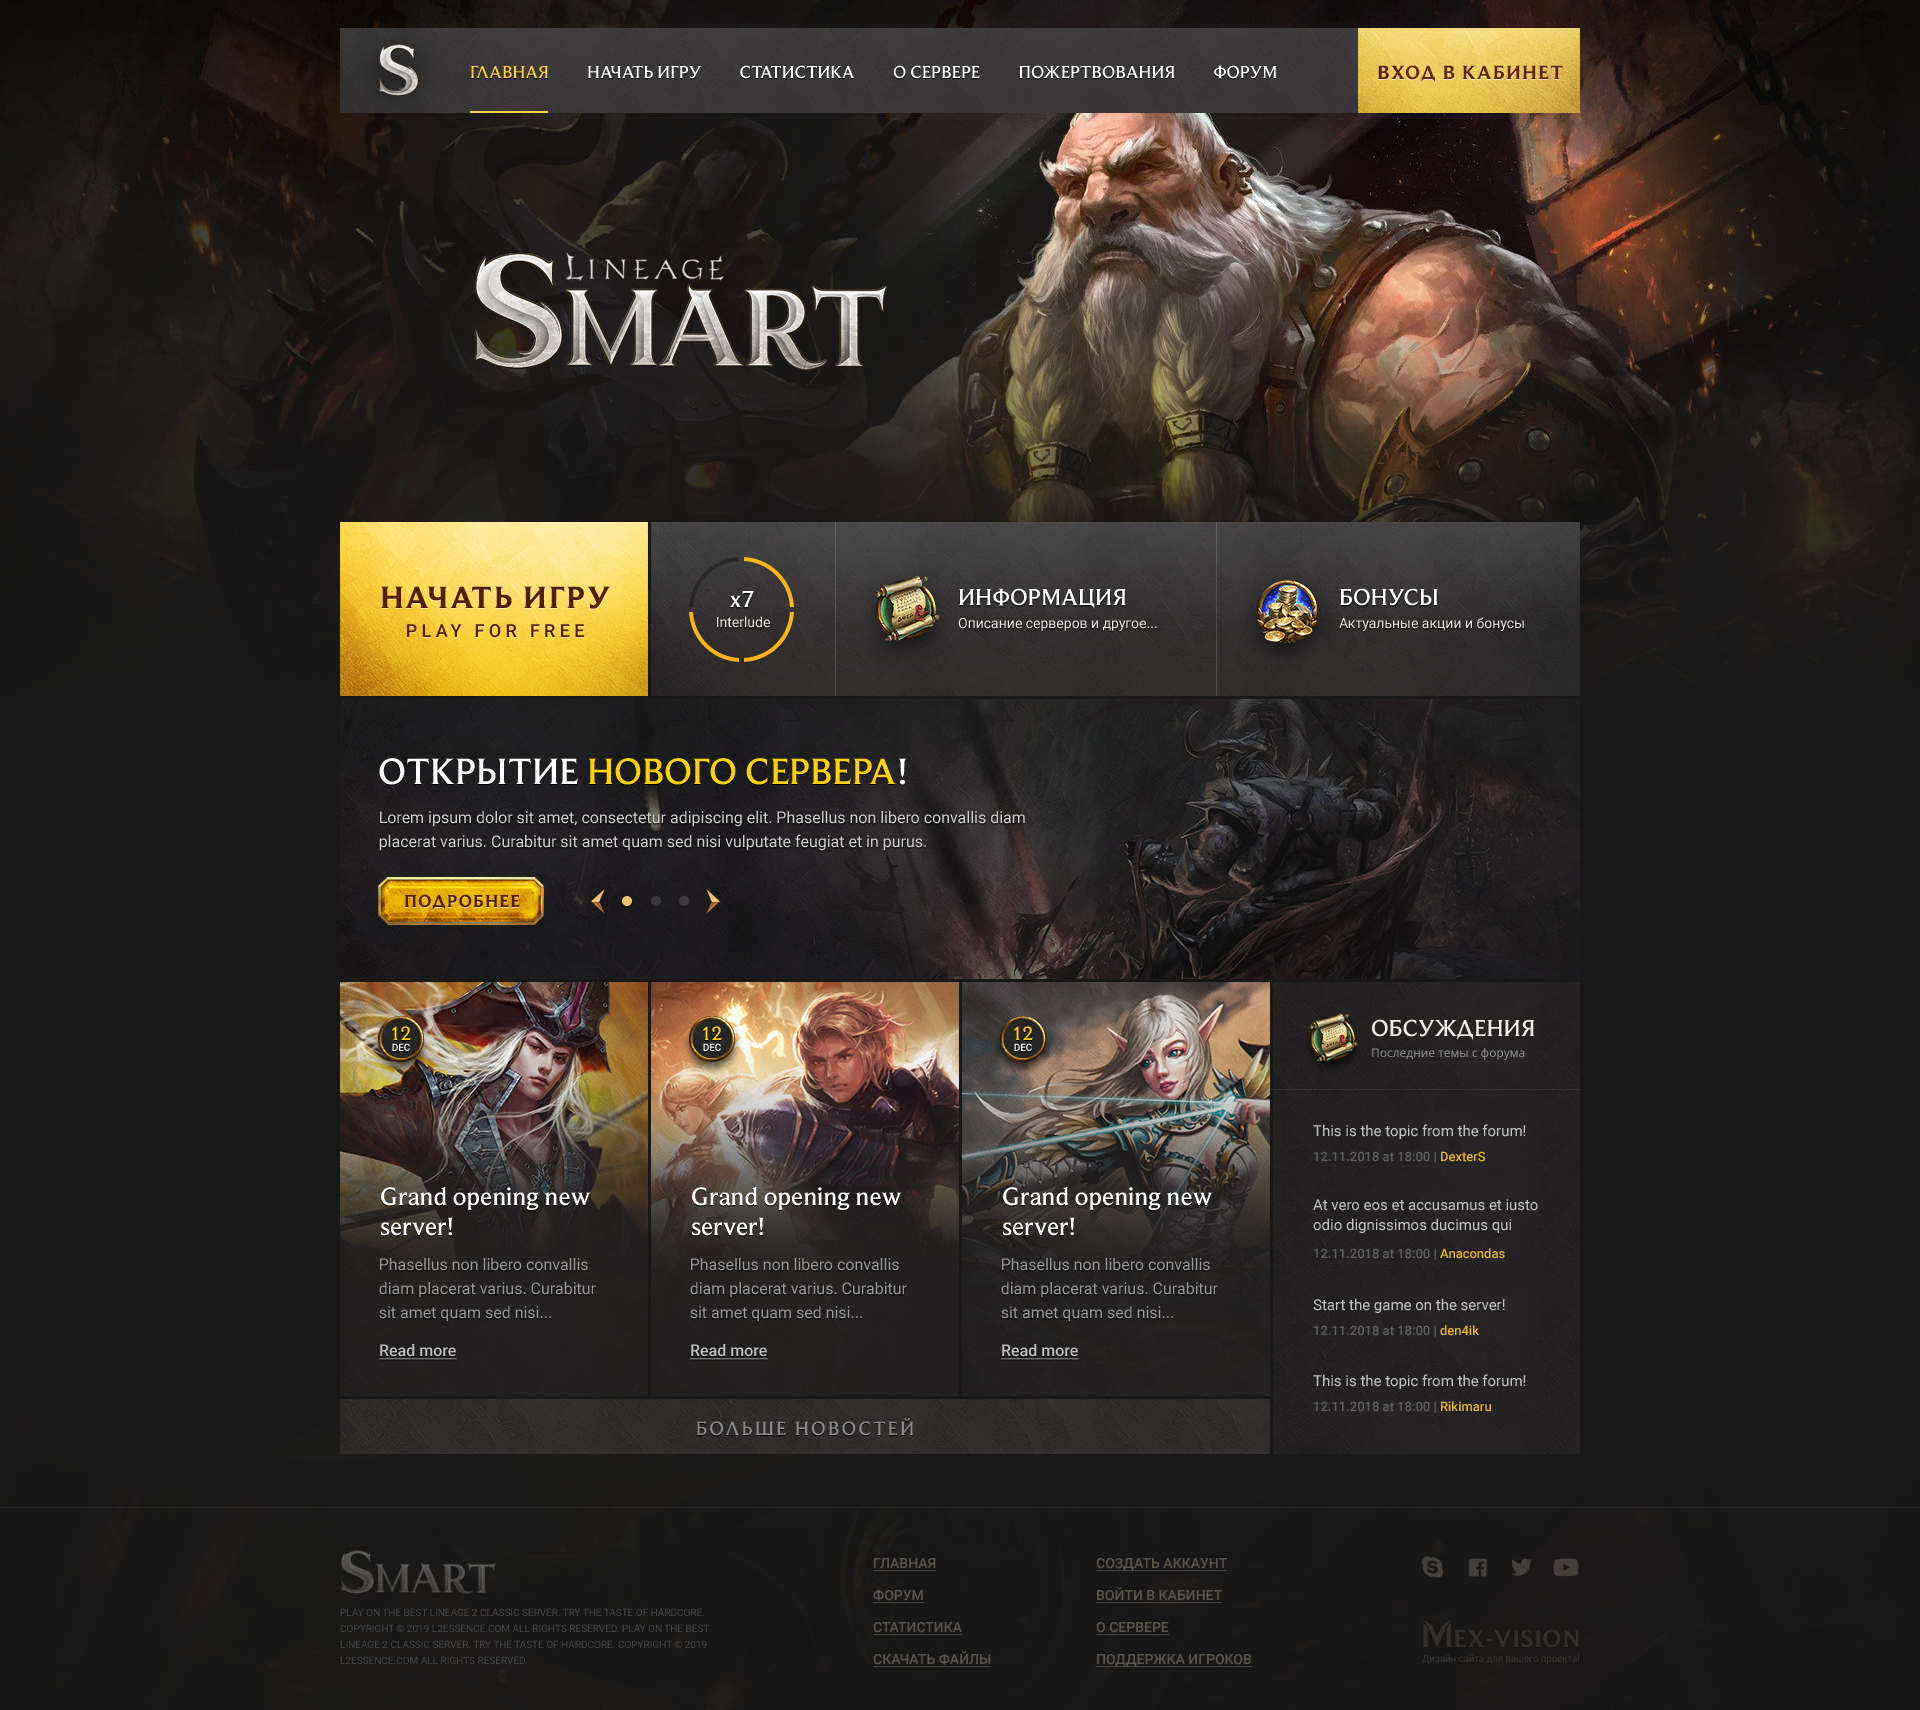 S
ГЛАВНАЯ
НАЧАТЬ ИГРУ
СТАТИСТИКА
О СЕРВЕРЕ
ПОЖЕРТВОВАНИЯ
ФОРУМ
ВХОД В КАБИНЕТ
LINEAGE
SMART
НАЧАТЬ ИГРУ
PLAY FOR FREE
x7
Interlude
ИНФОРМАЦИЯ
Описание серверов и другое...
БОНУСЫ
Актуальные акции и бонусы
ОТКРЫТИЕ НОВОГО СЕРВЕРА!
Lorem ipsum dolor sit amet, consectetur adipiscing elit. Phasellus non libero convallis diam
placerat varius. Curabitur sit amet quam sed nisi vulputate feugiat et in purus.
ПОДРОБНЕЕ
12
DEC
Grand opening new
server!
Phasellus non libero convallis
diam placerat varius. Curabitur
sit amet quam sed nisi...
Read more
12
DEC
Grand opening new
server!
Phasellus non libero convallis
diam placerat varius. Curabitur
sit amet quam sed nisi...
Read more
12
DEC
Grand opening new
server!
Phasellus non libero convallis
diam placerat varius. Curabitur
sit amet quam sed nisi...
Read more
БОЛЬШЕ НОВОСТЕЙ
ОБСУЖДЕНИЯ
Последние темы с форума
This is the topic from the forum!
12.11.2018 at 18:00 | DexterS
At vero eos et accusamus et iusto
odio dignissimos ducimus qui
12.11.2018 at 18:00 | Anacondas
Start the game on the server!
12.11.2018 at 18:00 | den4ik
This is the topic from the forum!
12.11.2018 at 18:00 | Rikimaru
SMART
PLAY ON THE BEST LINEAGE 2 CLASSIC SERVER. TRY THE TASTE OF HARDCORE.
COPYRIGHT © 2019 L2ESSENCE.COM ALL RIGHTS RESERVED. PLAY ON THE BEST
LINEAGE 2 CLASSIC SERVER. TRY THE TASTE OF HARDCORE. COPYRIGHT © 2019
L2ESSENCE.COM ALL RIGHTS RESERVED.
ГЛАВНАЯ
ФОРУМ
СТАТИСТИКА
СКАЧАТЬ ФАЙЛЫ
СОЗДАТЬ АККАУНТ
ВОЙТИ В КАБИНЕТ
О СЕРВЕРЕ
ПОДДЕРЖКА ИГРОКОВ
MEX-VISION
Дизайн сайта для вашего проекта!